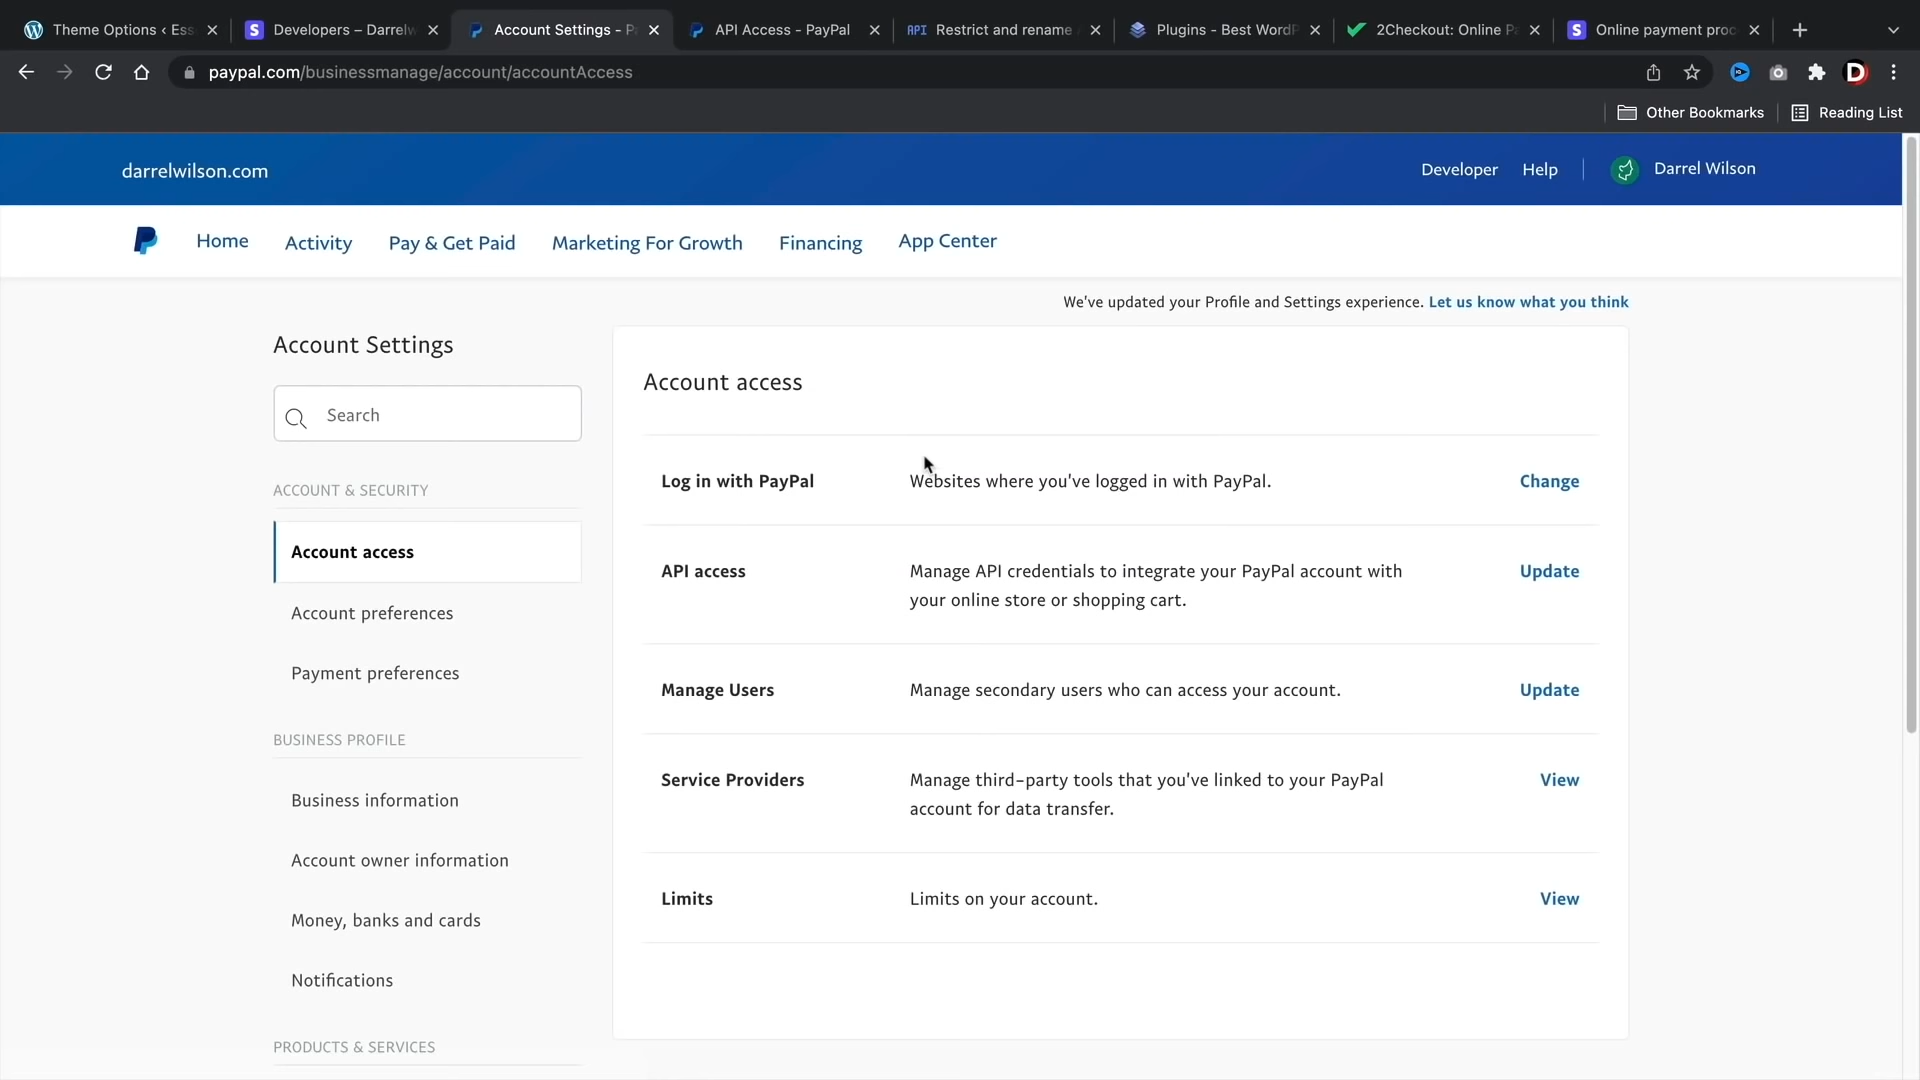 Theme Options ‹ Ess
Developers – Darrelw
Account Settings - P
API Access - PayPal
Restrict and rename
Plugins - Best WordP
2Checkout: Online P
Online payment proc
paypal.com/businessmanage/account/accountAccess
Other Bookmarks
Reading List
darrelwilson.com
Developer
Help
Darrel Wilson
Home
Activity
Pay & Get Paid
Marketing For Growth
Financing
App Center
We've updated your Profile and Settings experience. Let us know what you think
Account Settings
Search
ACCOUNT & SECURITY
Account access
Account preferences
Payment preferences
BUSINESS PROFILE
Business information
Account owner information
Money, banks and cards
Notifications
PRODUCTS & SERVICES
Account access
Log in with PayPal
Websites where you've logged in with PayPal.
Change
API access
Manage API credentials to integrate your PayPal account with
your online store or shopping cart.
Update
Manage Users
Manage secondary users who can access your account.
Update
Service Providers
Manage third-party tools that you've linked to your PayPal
account for data transfer.
View
Limits
Limits on your account.
View